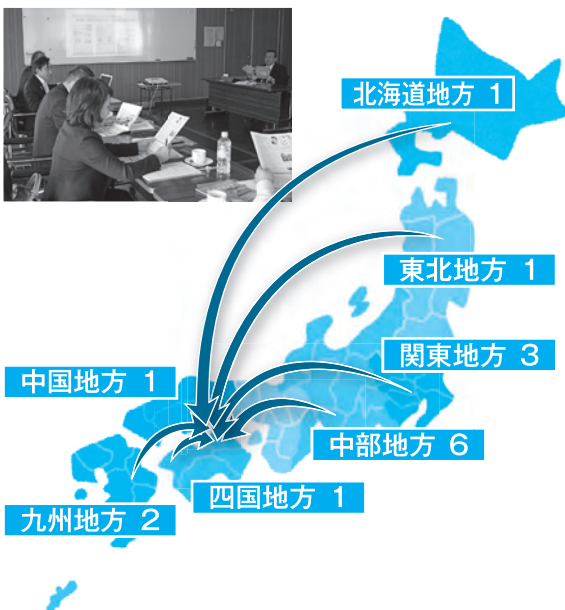 北海道地方 1
東北地方 1
関東地方 3
中国地方 1
中部地方 6
四国地方 1
九州地方 2